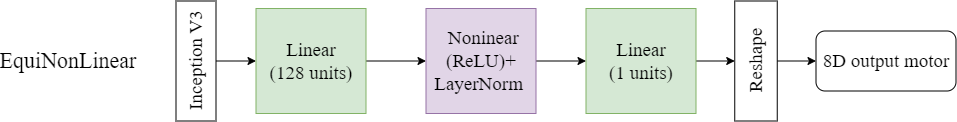 EquiNonLinear
Inception V3
Linear
(128 units)
Noninear
(ReLU)+
LayerNorm
Linear
(1 units)
Reshape
8D output motor